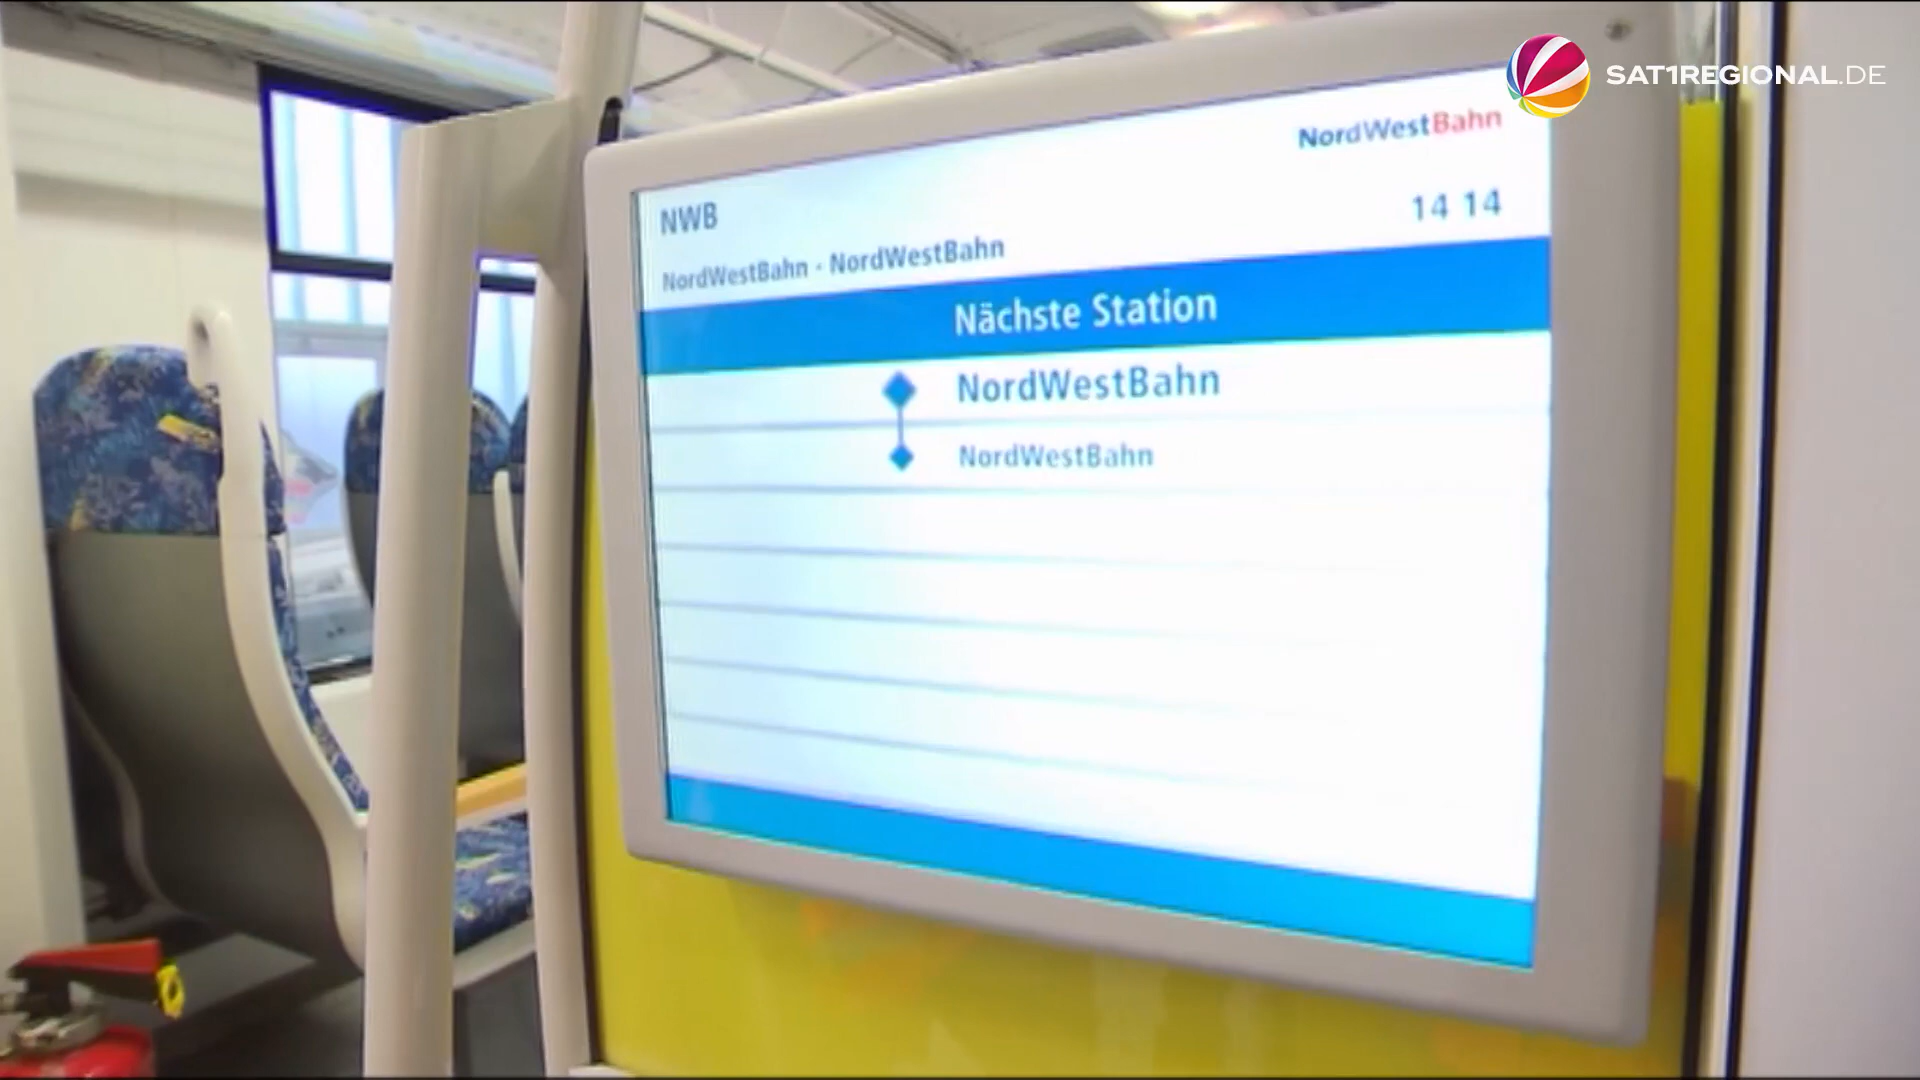 SAT1REGIONAL.DE
NordWestBahn
NWB
14 14
NordWestBahn - NordWestBahn
Nächste Station
NordWestBahn
NordWestBahn